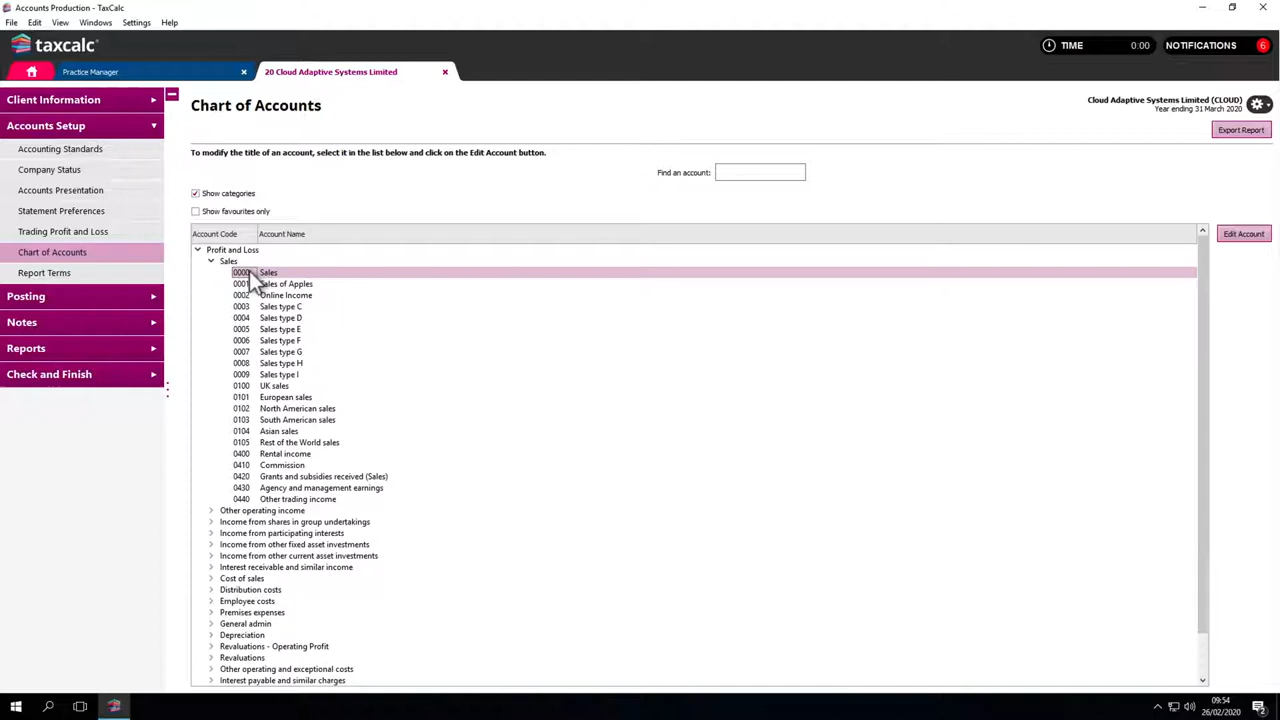 Accounts Production - TaxCalc
File Edit View Windows Settings Help
taxcalc
TIME 0:00 NOTIFICATIONS 6
Practice Manager
20 Cloud Adaptive Systems Limited
Client Information
Accounts Setup
Accounting Standards
Company Status
Accounts Presentation
Statement Preferences
Trading Profit and Loss
Chart of Accounts
Report Terms
Posting
Notes
Reports
Check and Finish
Chart of Accounts
Cloud Adaptive Systems Limited (CLOUD)
Year ending 31 March 2020
Export Report
To modify the title of an account, select it in the list below and click on the Edit Account button.
Find an account:
Show categories
Show favourites only
Account Code Account Name
Edit Account
Profit and Loss
Sales
0000 Sales
0001 Sales of Apples
0002 Online Income
0003 Sales type C
0004 Sales type D
0005 Sales type E
0006 Sales type F
0007 Sales type G
0008 Sales type H
0009 Sales type I
0100 UK sales
0101 European sales
0102 North American sales
0103 South American sales
0104 Asian sales
0105 Rest of the World sales
0400 Rental income
0410 Commission
0420 Grants and subsidies received (Sales)
0430 Agency and management earnings
0440 Other trading income
Other operating income
Income from shares in group undertakings
Income from participating interests
Income from other fixed asset investments
Income from other current asset investments
Interest receivable and similar income
Cost of sales
Distribution costs
Employee costs
Premises expenses
General admin
Depreciation
Revaluations - Operating Profit
Revaluations
Other operating and exceptional costs
Interest payable and similar charges
09:54
26/02/2020
2